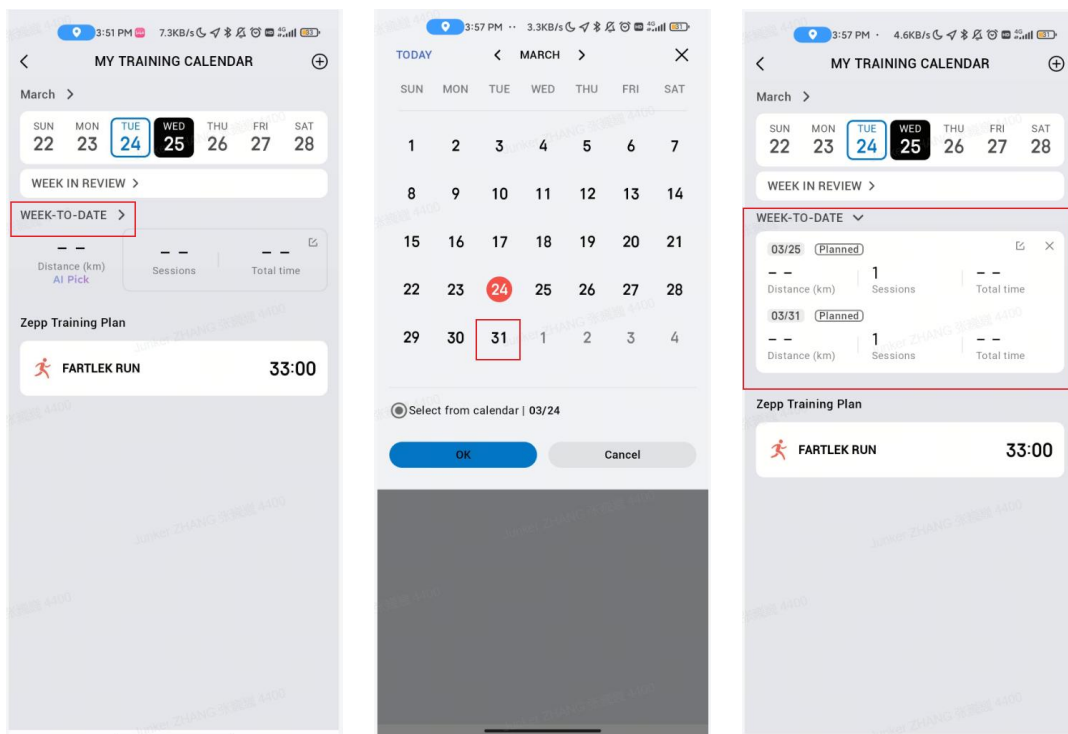 3:51 PM 7.3KB/s
MY TRAINING CALENDAR
March >
SUN MON TUE WED THU FRI SAT
22 23 24 25 26 27 28
WEEK IN REVIEW >
WEEK-TO-DATE >
– –
Distance (km)
AI Pick
– –
Sessions
– –
Total time
Zepp Training Plan
FARTLEK RUN 33:00
3:57 PM ·· 3.3KB/s
TODAY < MARCH > ×
SUN MON TUE WED THU FRI SAT
1 2 3 4 5 6 7
8 9 10 11 12 13 14
15 16 17 18 19 20 21
22 23 24 25 26 27 28
29 30 31 1 2 3 4
Select from calendar | 03/24
OK Cancel
3:57 PM · 4.6KB/s
MY TRAINING CALENDAR
March >
SUN MON TUE WED THU FRI SAT
22 23 24 25 26 27 28
WEEK IN REVIEW >
WEEK-TO-DATE
03/25 Planned
– – 1 – –
Distance (km) Sessions Total time
03/31 Planned
– – 1 – –
Distance (km) Sessions Total time
Zepp Training Plan
FARTLEK RUN 33:00